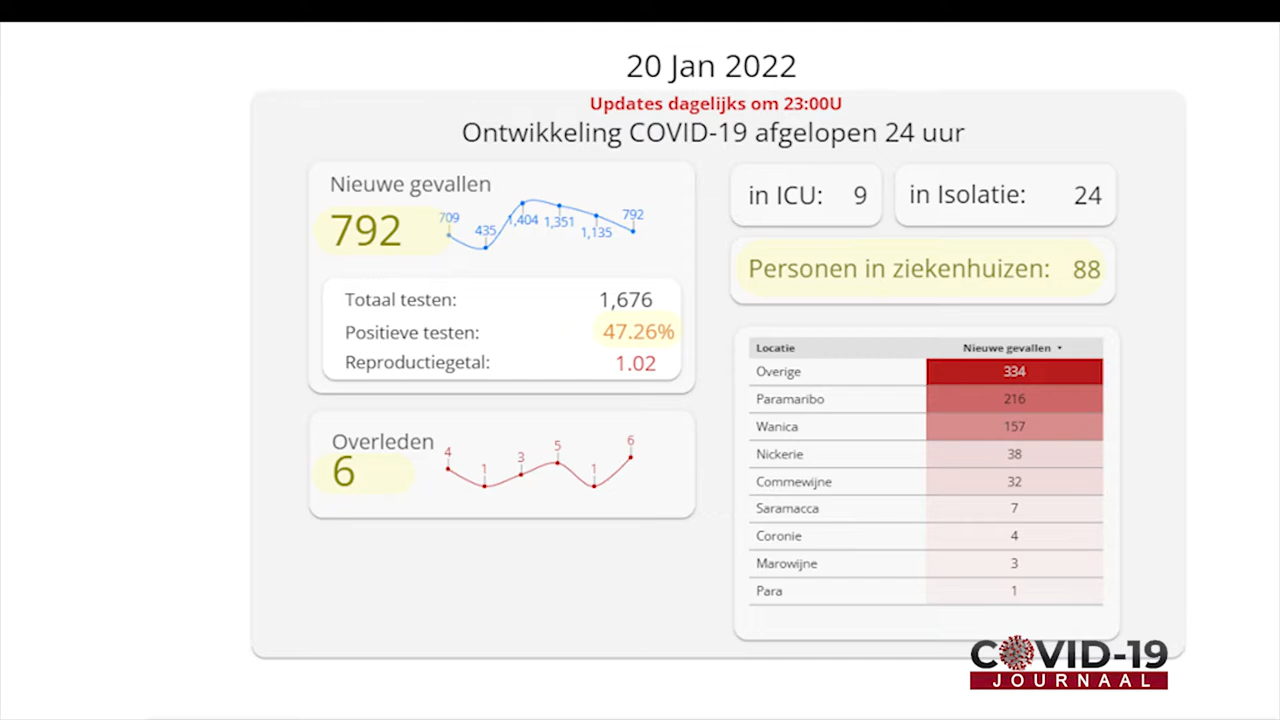 20 Jan 2022
Updates dagelijks om 23:00U
Ontwikkeling COVID-19 afgelopen 24 uur
Nieuwe gevallen
792
709
435
1,404
1,351
1,135
792
Totaal testen: 1,676
Positieve testen: 47.26%
Reproductiegetal: 1.02
Overleden
6
4
1
3
5
1
6
in ICU: 9
in Isolatie: 24
Personen in ziekenhuizen: 88
Locatie Nieuwe gevallen
Overige 334
Paramaribo 216
Wanica 157
Nickerie 38
Commewijne 32
Saramacca 7
Coronie 4
Marowijne 3
Para 1
COVID-19
JOURNAAL